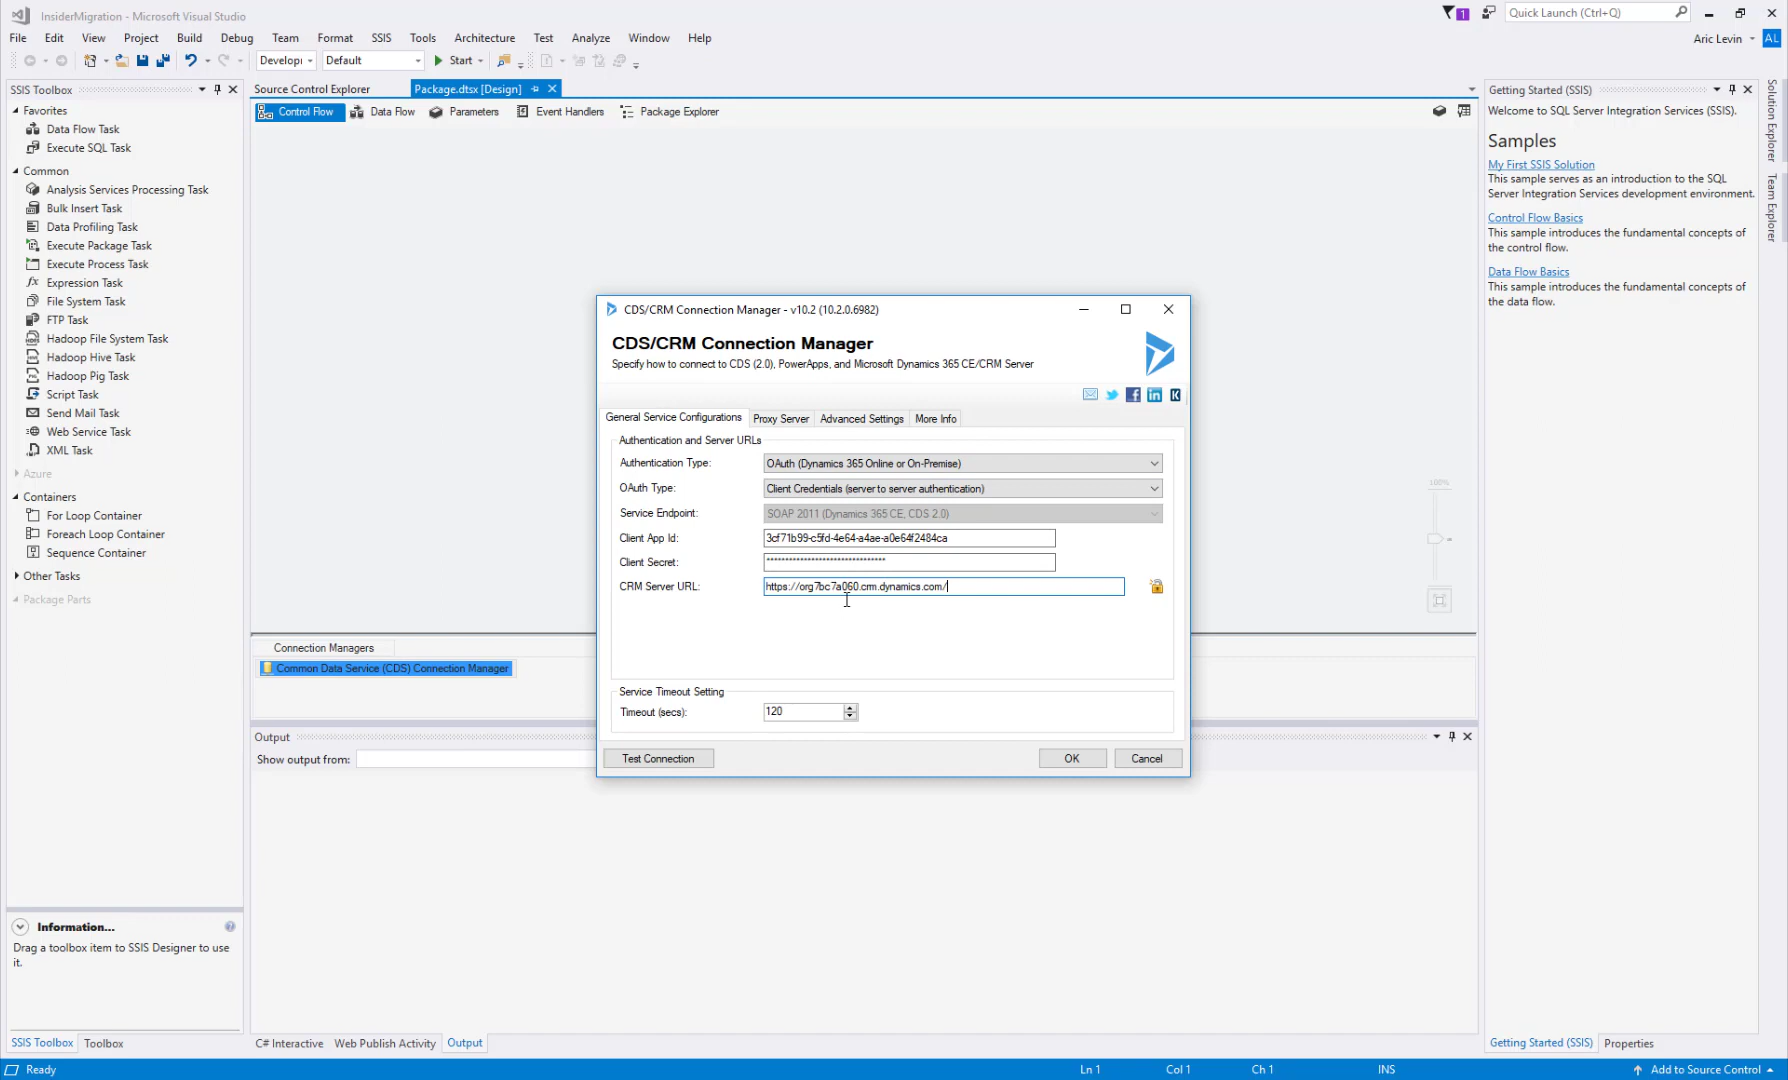 InsiderMigration - Microsoft Visual Studio
1
Quick Launch (Ctrl+Q)
File Edit View Project Build Debug Team Format SSIS Tools Architecture Test Analyze Window Help
Aric Levin
AL
Develop
Default
Start
SSIS Toolbox
Favorites
Data Flow Task
Execute SQL Task
Common
Analysis Services Processing Task
Bulk Insert Task
Data Profiling Task
Execute Package Task
Execute Process Task
fx Expression Task
File System Task
FTP Task
Hadoop File System Task
Hadoop Hive Task
Hadoop Pig Task
Script Task
Send Mail Task
Web Service Task
XML Task
Azure
Containers
For Loop Container
Foreach Loop Container
Sequence Container
Other Tasks
Package Parts
Information...
Drag a toolbox item to SSIS Designer to use
it.
SSIS Toolbox
Toolbox
Source Control Explorer
Package.dtsx [Design]
Control Flow
Data Flow
Parameters
Event Handlers
Package Explorer
100%
Connection Managers
Common Data Service (CDS) Connection Manager
Output
Show output from:
C# Interactive
Web Publish Activity
Output
CDS/CRM Connection Manager - v10.2 (10.2.0.6982)
CDS/CRM Connection Manager
Specify how to connect to CDS (2.0), PowerApps, and Microsoft Dynamics 365 CE/CRM Server
General Service Configurations
Proxy Server
Advanced Settings
More Info
Authentication and Server URLs
Authentication Type: OAuth (Dynamics 365 Online or On-Premise)
OAuth Type: Client Credentials (server to server authentication)
Service Endpoint: SOAP 2011 (Dynamics 365 CE, CDS 2.0)
Client App Id: 3cf71b99-c5fd-4e64-a4ae-a0e64f2484ca
Client Secret: ********************************
CRM Server URL: https://org7bc7a060.crm.dynamics.com/
Service Timeout Setting
Timeout (secs): 120
Test Connection
OK
Cancel
Getting Started (SSIS)
Welcome to SQL Server Integration Services (SSIS).
Samples
My First SSIS Solution
This sample serves as an introduction to the SQL
Server Integration Services development environment.
Control Flow Basics
This sample introduces the fundamental concepts of
the control flow.
Data Flow Basics
This sample introduces the fundamental concepts of
the data flow.
Getting Started (SSIS)
Properties
Solution Explorer
Team Explorer
Ready
Ln 1
Col 1
Ch 1
INS
Add to Source Control